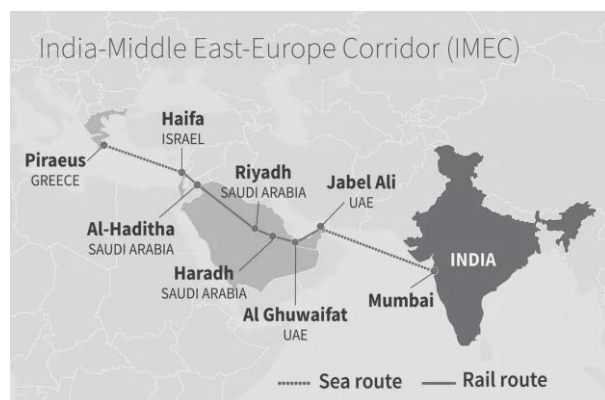 India-Middle East-Europe Corridor (IMEC)
Haifa
ISRAEL
Piraeus
GREECE
Riyadh
SAUDI ARABIA
Jabel Ali
UAE
Al-Haditha
SAUDI ARABIA
Haradh
SAUDI ARABIA
INDIA
Mumbai
Al Ghuwaifat
UAE
Sea route
Rail route